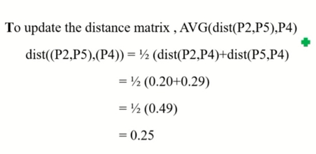 To update the distance matrix , AVG(dist(P2,P5),P4)
dist((P2,P5),(P4)) = ½ (dist(P2,P4)+dist(P5,P4)
= ½ (0.20+0.29)
= ½ (0.49)
= 0.25